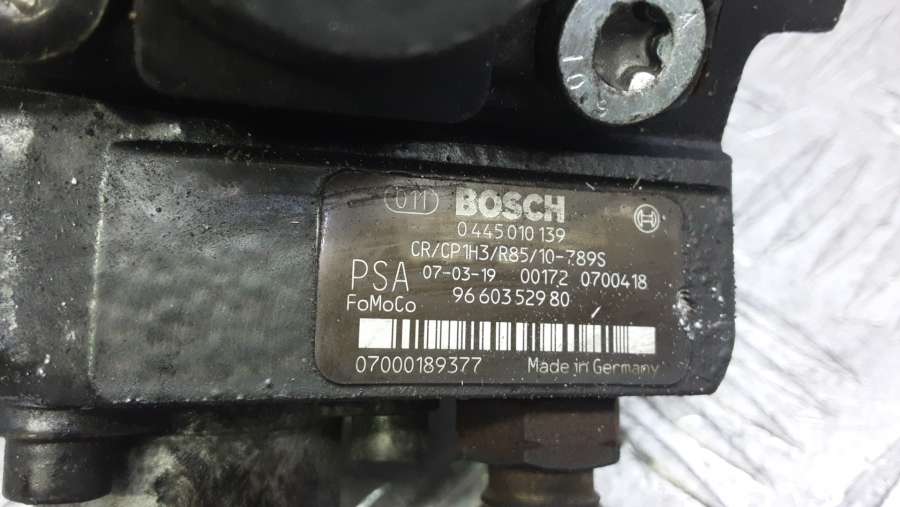 011 BOSCH
0 445 010 139
CR/CP1H3/R85/10-789S
PSA 07-03-19 00172 0700418
FoMoCo 96 603 529 80
07000189377 Made in Germany